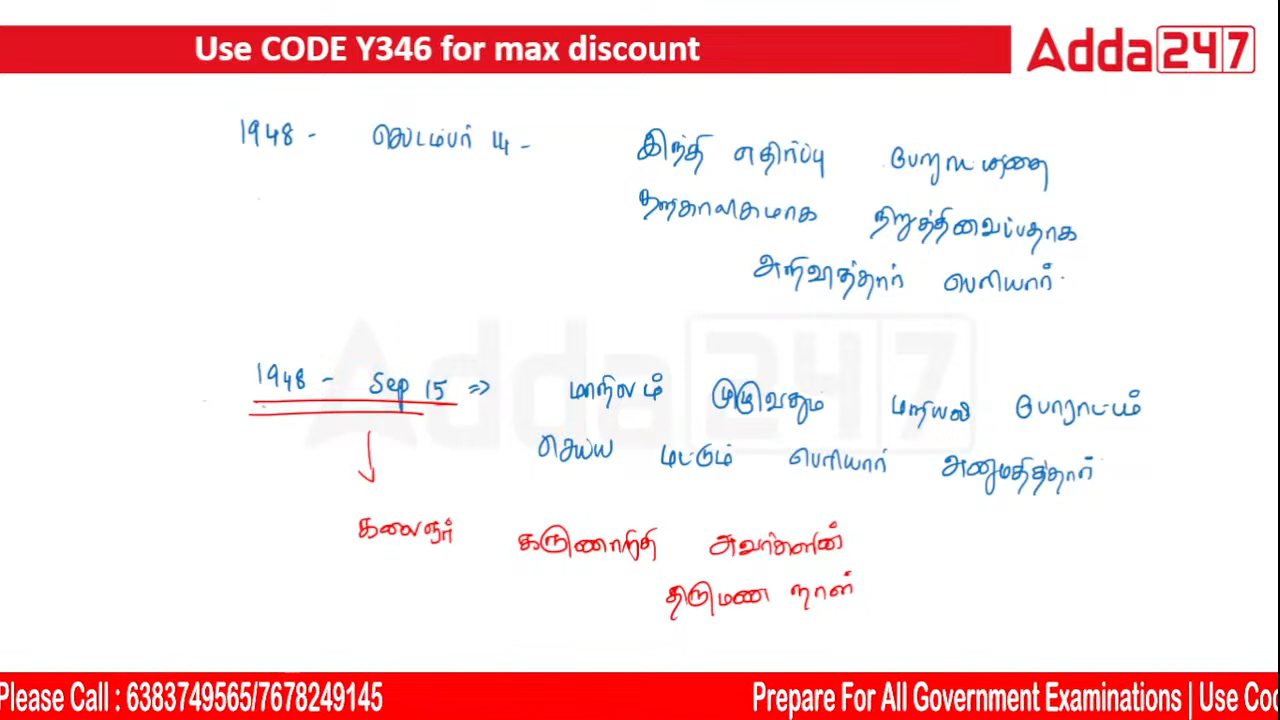 Use CODE Y346 for max discount
Adda247
1948 - செப்டம்பர் 14 - இந்தி எதிர்ப்பு போராட்டத்தை
தற்காலிகமாக நிறுத்திவைப்பதாக
அறிவித்தார் பெரியார்
1948 - Sep 15 => மாநிலம் முழுவதும் மறியல் போராட்டம்
செய்ய மட்டும் பெரியார் அனுமதித்தார்
கலைஞர் கருணாநிதி அவர்களின்
திருமண நாள்
Please Call : 6383749565/7678249145
Prepare For All Government Examinations | Use Cod